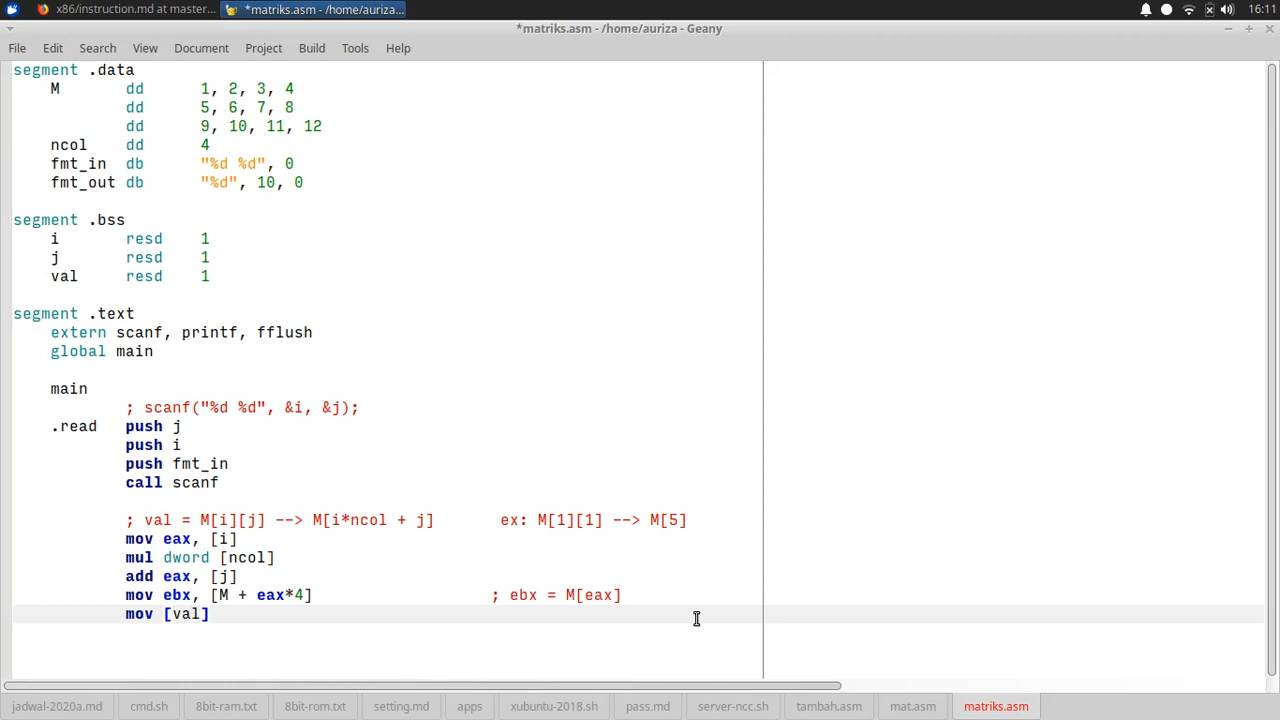 x86/instruction.md at master...
*matriks.asm - /home/auriza...
16:11
*matriks.asm - /home/auriza - Geany
File Edit Search View Document Project Build Tools Help
segment .data
M dd 1, 2, 3, 4
dd 5, 6, 7, 8
dd 9, 10, 11, 12
ncol dd 4
fmt_in db "%d %d", 0
fmt_out db "%d", 10, 0
segment .bss
i resd 1
j resd 1
val resd 1
segment .text
extern scanf, printf, fflush
global main
main
; scanf("%d %d", &i, &j);
.read push j
push i
push fmt_in
call scanf
; val = M[i][j] --> M[i*ncol + j] ex: M[1][1] --> M[5]
mov eax, [i]
mul dword [ncol]
add eax, [j]
mov ebx, [M + eax*4] ; ebx = M[eax]
mov [val]
jadwal-2020a.md cmd.sh 8bit-ram.txt 8bit-rom.txt setting.md apps xubuntu-2018.sh pass.md server-ncc.sh tambah.asm mat.asm matriks.asm